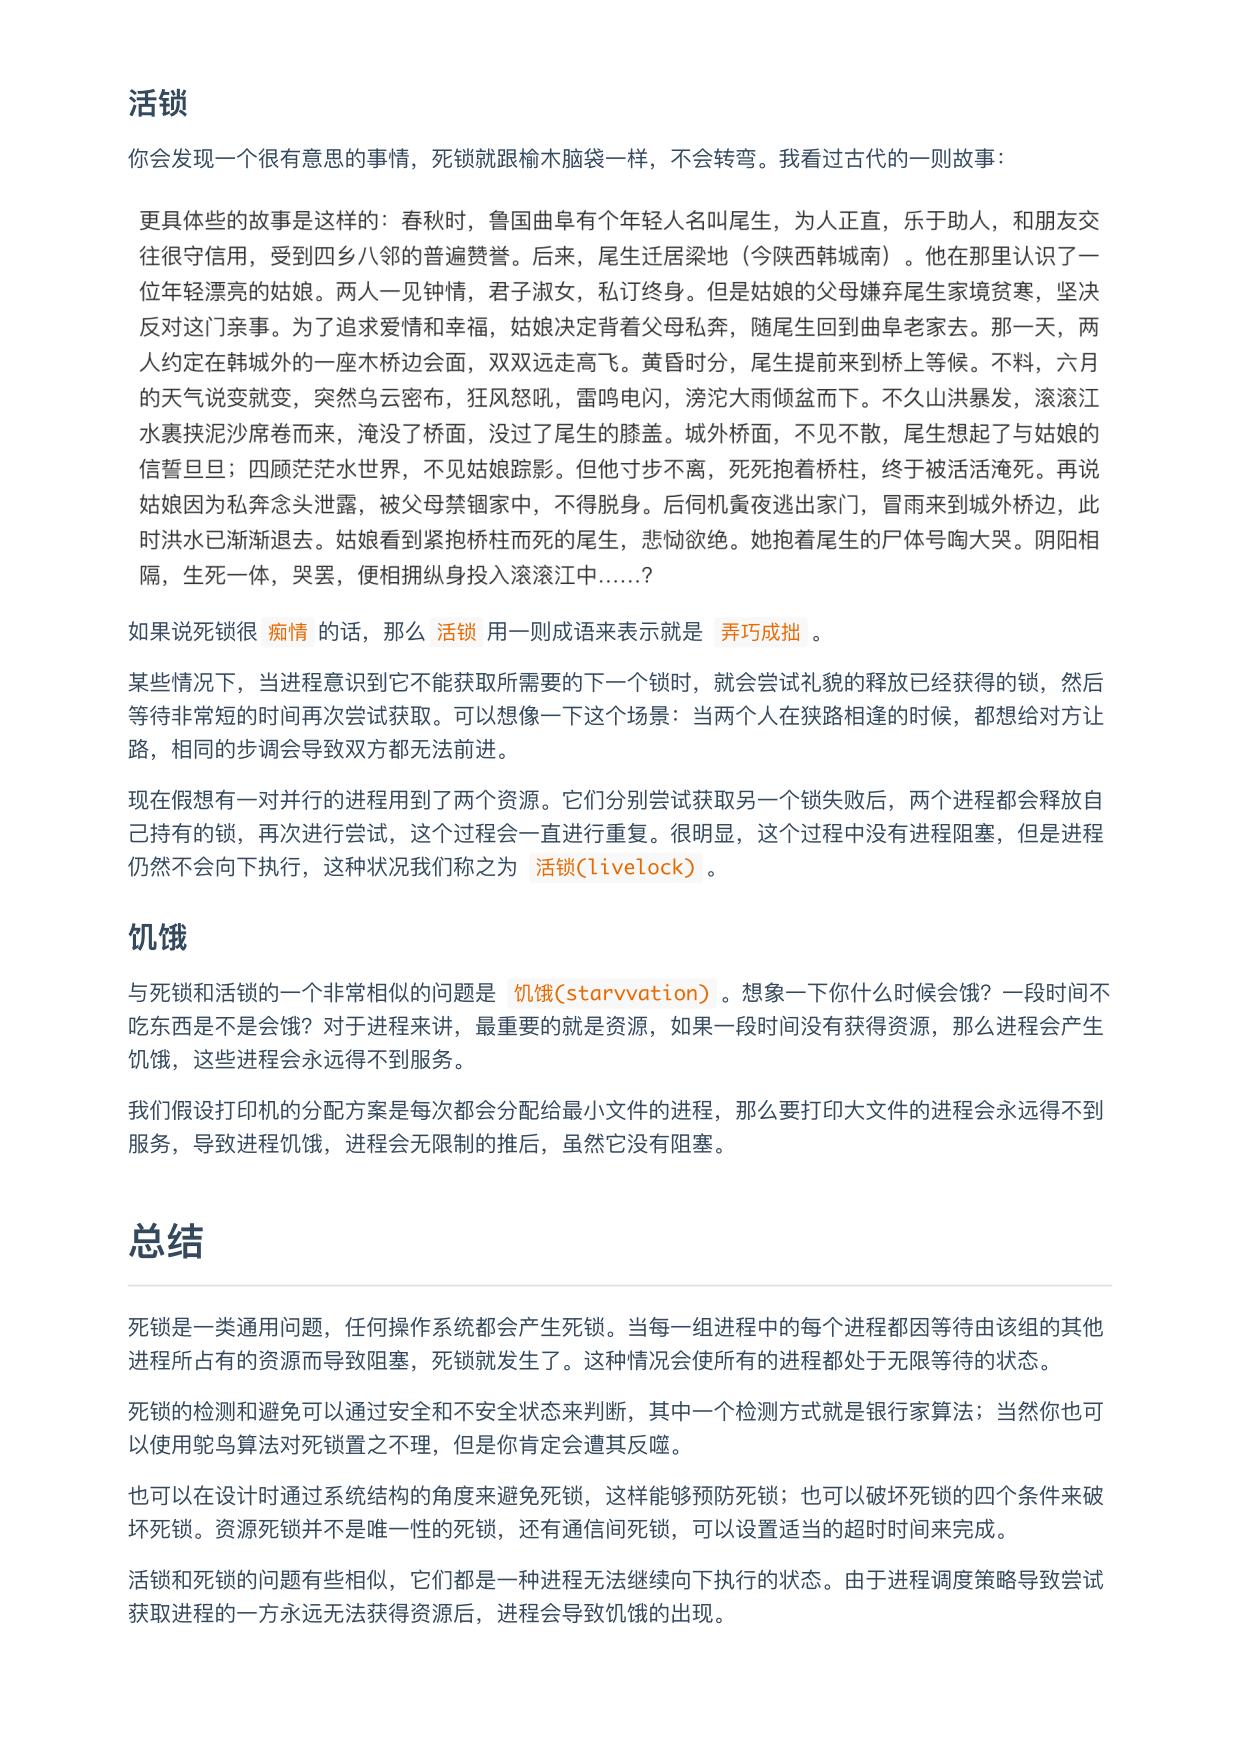 活锁
你会发现一个很有意思的事情，死锁就跟榆木脑袋一样，不会转弯。我看过古代的一则故事：
更具体些的故事是这样的：春秋时，鲁国曲阜有个年轻人名叫尾生，为人正直，乐于助人，和朋友交
往很守信用，受到四乡八邻的普遍赞誉。后来，尾生迁居梁地（今陕西韩城南）。他在那里认识了一
位年轻漂亮的姑娘。两人一见钟情，君子淑女，私订终身。但是姑娘的父母嫌弃尾生家境贫寒，坚决
反对这门亲事。为了追求爱情和幸福，姑娘决定背着父母私奔，随尾生回到曲阜老家去。那一天，两
人约定在韩城外的一座木桥边会面，双双远走高飞。黄昏时分，尾生提前来到桥上等候。不料，六月
的天气说变就变，突然乌云密布，狂风怒吼，雷鸣电闪，滂沱大雨倾盆而下。不久山洪暴发，滚滚江
水裹挟泥沙席卷而来，淹没了桥面，没过了尾生的膝盖。城外桥面，不见不散，尾生想起了与姑娘的
信誓旦旦；四顾茫茫水世界，不见姑娘踪影。但他寸步不离，死死抱着桥柱，终于被活活淹死。再说
姑娘因为私奔念头泄露，被父母禁锢家中，不得脱身。后伺机夤夜逃出家门，冒雨来到城外桥边，此
时洪水已渐渐退去。姑娘看到紧抱桥柱而死的尾生，悲恸欲绝。她抱着尾生的尸体号啕大哭。阴阳相
隔，生死一体，哭罢，便相拥纵身投入滚滚江中……？
如果说死锁很 痴情 的话，那么 活锁 用一则成语来表示就是 弄巧成拙 。
某些情况下，当进程意识到它不能获取所需要的下一个锁时，就会尝试礼貌的释放已经获得的锁，然后
等待非常短的时间再次尝试获取。可以想像一下这个场景：当两个人在狭路相逢的时候，都想给对方让
路，相同的步调会导致双方都无法前进。
现在假想有一对并行的进程用到了两个资源。它们分别尝试获取另一个锁失败后，两个进程都会释放自
己持有的锁，再次进行尝试，这个过程会一直进行重复。很明显，这个过程中没有进程阻塞，但是进程
仍然不会向下执行，这种状况我们称之为 活锁(livelock) 。
饥饿
与死锁和活锁的一个非常相似的问题是 饥饿(starvvation) 。想象一下你什么时候会饿？一段时间不
吃东西是不是会饿？对于进程来讲，最重要的就是资源，如果一段时间没有获得资源，那么进程会产生
饥饿，这些进程会永远得不到服务。
我们假设打印机的分配方案是每次都会分配给最小文件的进程，那么要打印大文件的进程会永远得不到
服务，导致进程饥饿，进程会无限制的推后，虽然它没有阻塞。
总结
死锁是一类通用问题，任何操作系统都会产生死锁。当每一组进程中的每个进程都因等待由该组的其他
进程所占有的资源而导致阻塞，死锁就发生了。这种情况会使所有的进程都处于无限等待的状态。
死锁的检测和避免可以通过安全和不安全状态来判断，其中一个检测方式就是银行家算法；当然你也可
以使用鸵鸟算法对死锁置之不理，但是你肯定会遭其反噬。
也可以在设计时通过系统结构的角度来避免死锁，这样能够预防死锁；也可以破坏死锁的四个条件来破
坏死锁。资源死锁并不是唯一性的死锁，还有通信间死锁，可以设置适当的超时时间来完成。
活锁和死锁的问题有些相似，它们都是一种进程无法继续向下执行的状态。由于进程调度策略导致尝试
获取进程的一方永远无法获得资源后，进程会导致饥饿的出现。